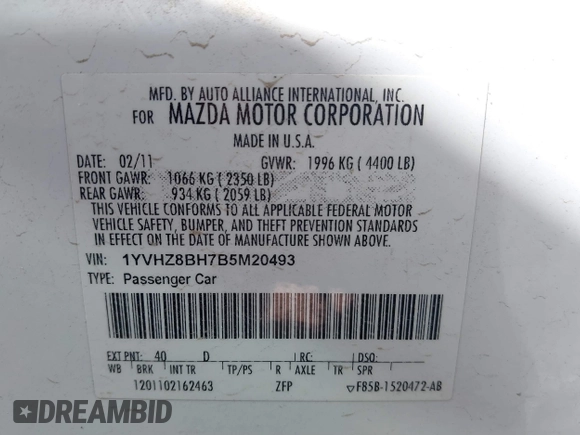 MFD. BY AUTO ALLIANCE INTERNATIONAL, INC.
FOR MAZDA MOTOR CORPORATION
MADE IN U.S.A.
DATE: 02/11 GVWR: 1996 KG ( 4400 LB)
FRONT GAWR: 1066 KG ( 2350 LB)
REAR GAWR: 934 KG ( 2059 LB)
THIS VEHICLE CONFORMS TO ALL APPLICABLE FEDERAL MOTOR
VEHICLE SAFETY, BUMPER, AND THEFT PREVENTION STANDARDS
IN EFFECT ON THE DATE OF MANUFACTURE SHOWN ABOVE.
VIN: 1YVHZ8BH7B5M20493
TYPE: Passenger Car
EXT PNT: 40 D RC: DSO:
WB BRK INT TR TP/PS R AXLE TR SPR
1201102162463 ZFP ▽F85B-1520472-AB
DREAMBID